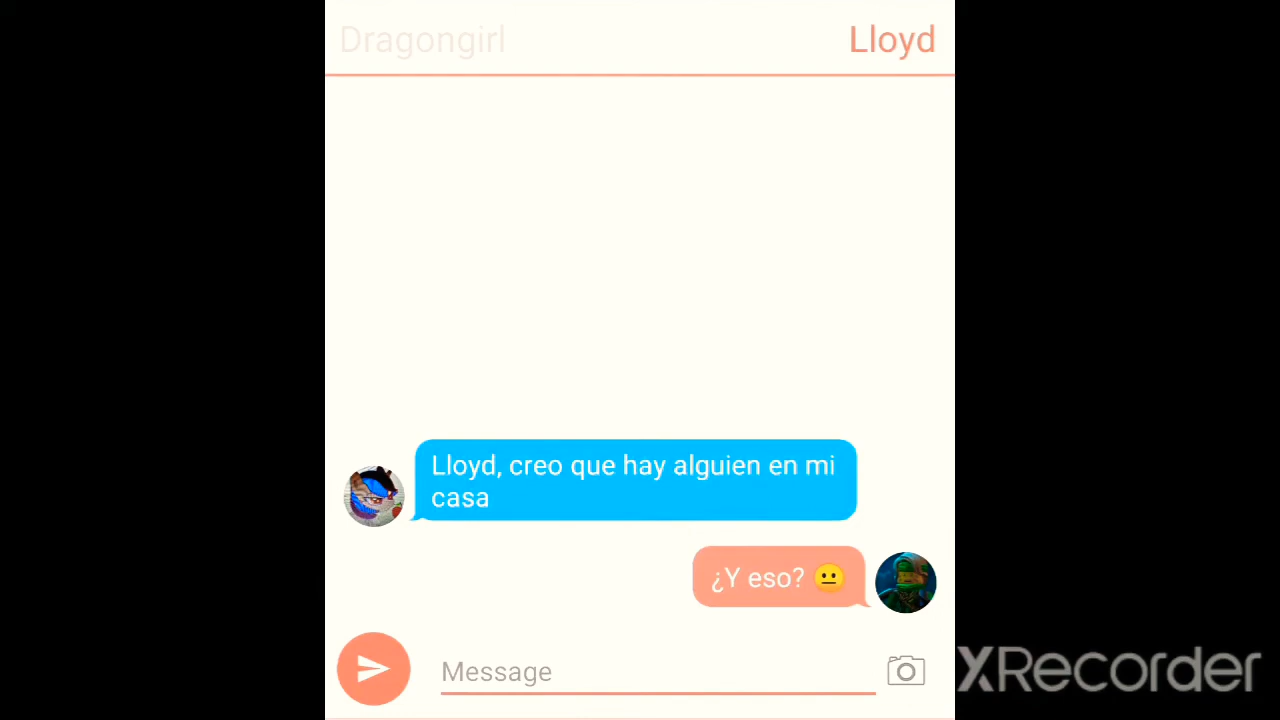 Dragongirl
Lloyd
Lloyd, creo que hay alguien en mi
casa
¿Y eso? 😐
Message
XRecorder